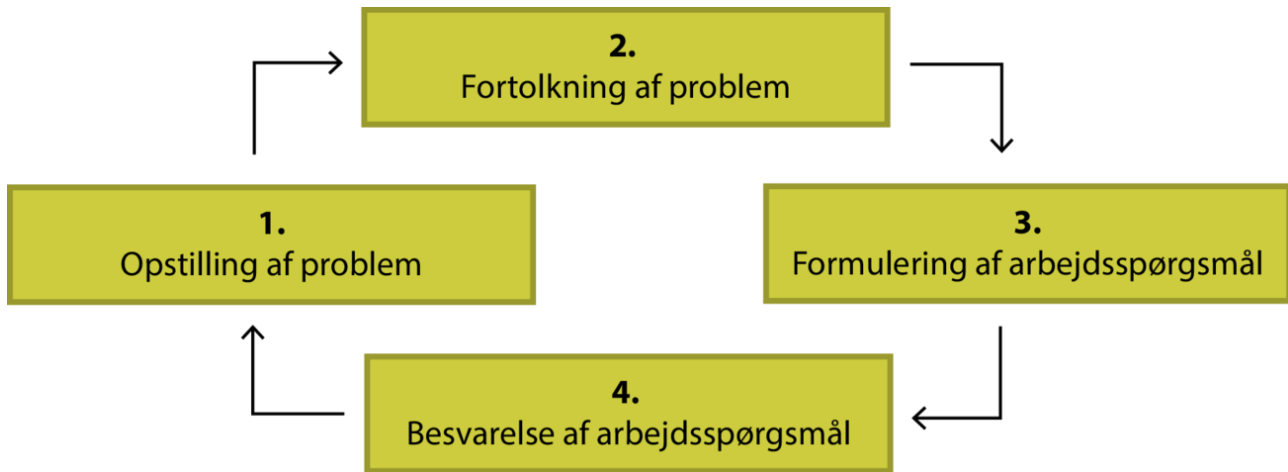 1.
Opstilling af problem
2.
Fortolkning af problem
3.
Formulering af arbejdsspørgsmål
4.
Besvarelse af arbejdsspørgsmål